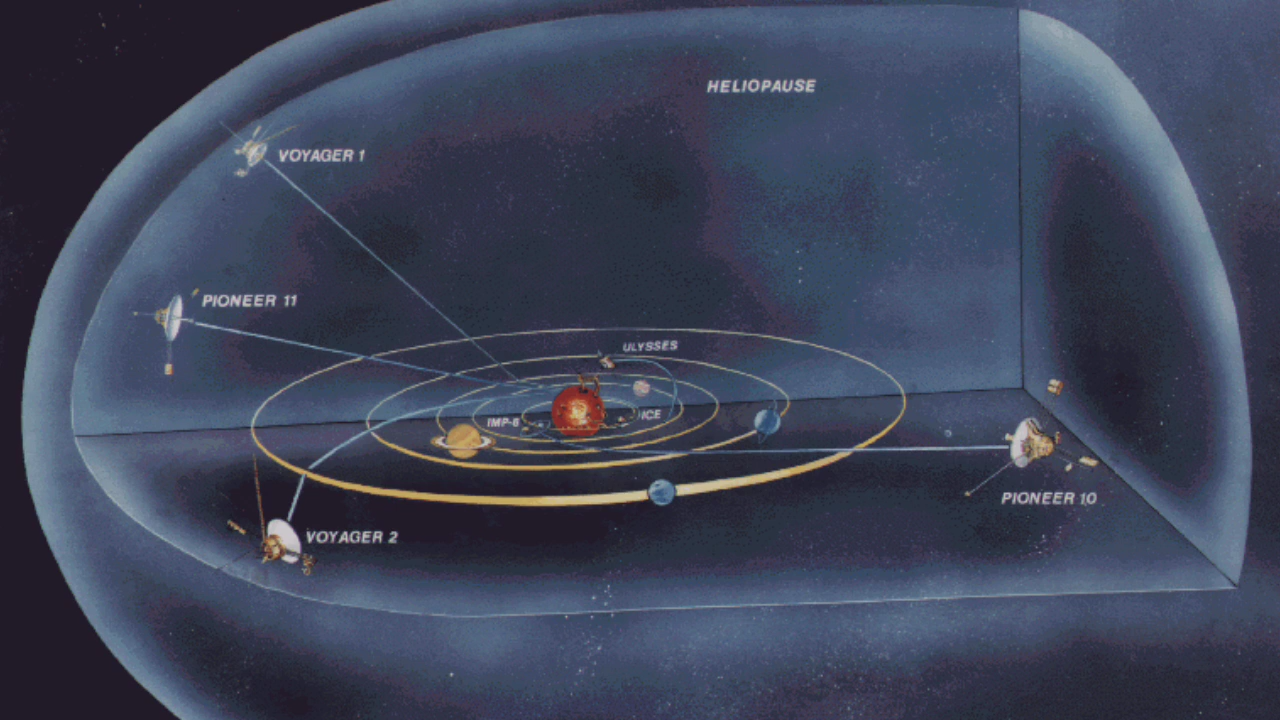 HELIOPAUSE
VOYAGER 1
PIONEER 11
ULYSSES
IMP-8
ICE
PIONEER 10
VOYAGER 2